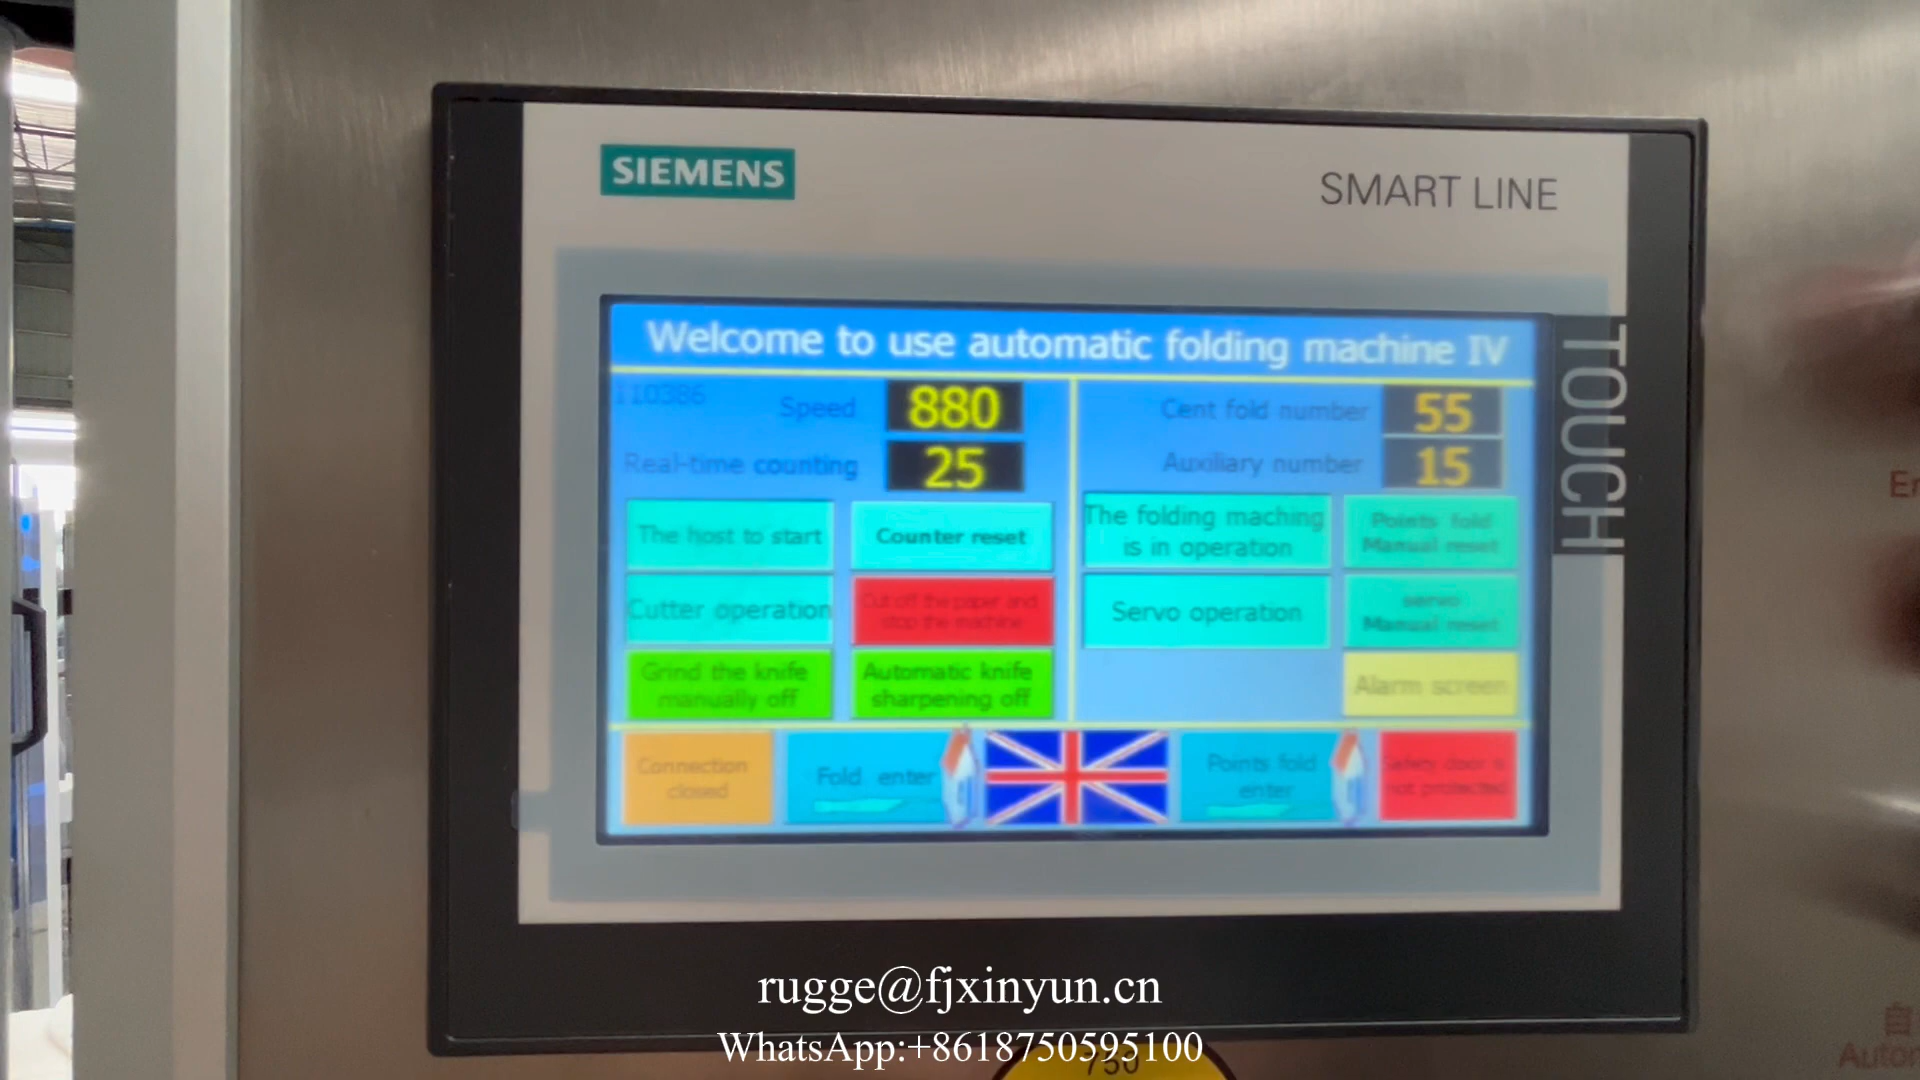 SIEMENS
SMART LINE
TOUCH
Welcome to use automatic folding machine IV
110386
Speed
880
Cent fold number
55
Real-time counting
25
Auxiliary number
15
The host to start
Counter reset
The folding maching
is in operation
Points fold
Manual reset
Cutter operation
Cut off the paper and
stop the machine
Servo operation
servo
Manual reset
Grind the knife
manually off
Automatic knife
sharpening off
Alarm screen
Connection
closed
Fold enter
Points fold
enter
Safety door is
not protected
自
rugge@fjxinyun.cn
WhatsApp:+8618750595100
750